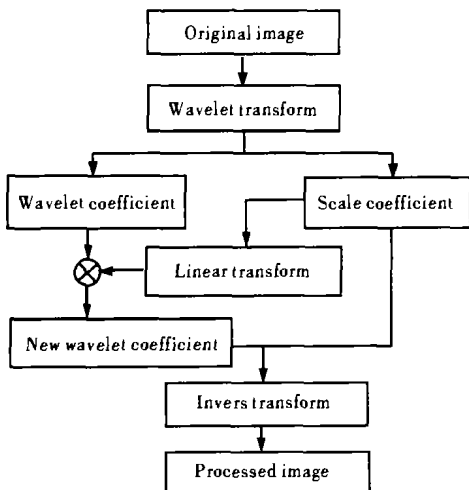 Original image
Wavelet transform
Wavelet coefficient
Scale coefficient
Linear transform
New wavelet coefficient
Invers transform
Processed image